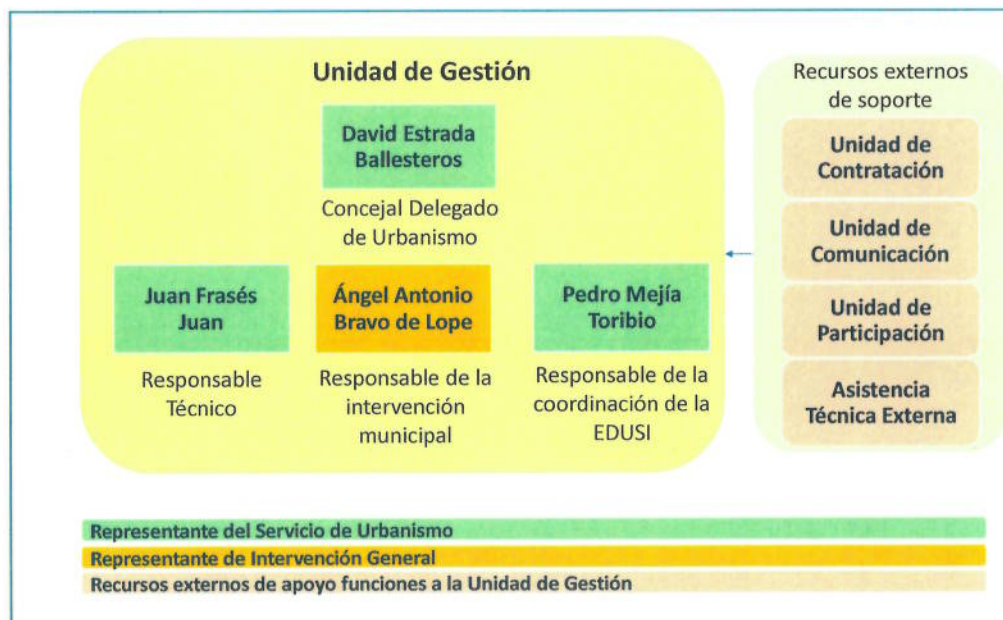 Unidad de Gestión
David Estrada
Ballesteros
Concejal Delegado
de Urbanismo
Juan Frasés
Juan
Responsable
Técnico
Ángel Antonio
Bravo de Lope
Responsable de la
intervención
municipal
Pedro Mejía
Toribio
Responsable de la
coordinación de la
EDUSI
Recursos externos
de soporte
Unidad de
Contratación
Unidad de
Comunicación
Unidad de
Participación
Asistencia
Técnica Externa
Representante del Servicio de Urbanismo
Representante de Intervención General
Recursos externos de apoyo funciones a la Unidad de Gestión